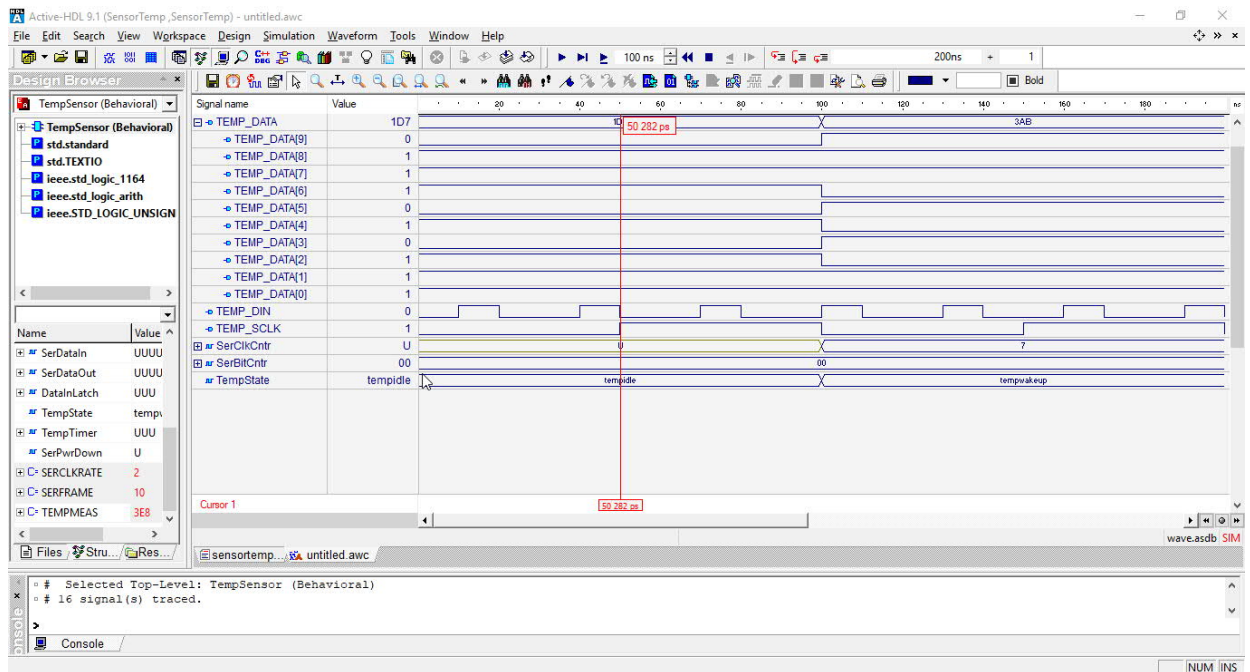 Active-HDL 9.1 (SensorTemp ,SensorTemp) - untitled.awc
File Edit Search View Workspace Design Simulation Waveform Tools Window Help
100 ns 200ns + 1
Design Browser
Bold
TempSensor (Behavioral)
TempSensor (Behavioral)
std.standard
std.TEXTIO
ieee.std_logic_1164
ieee.std_logic_arith
ieee.STD_LOGIC_UNSIGN
Name Value
SerDataIn UUUU
SerDataOut UUUU
DataInLatch UUU
TempState tempv
TempTimer UUU
SerPwrDown U
SERCLKRATE 2
SERFRAME 10
TEMPMEAS 3E8
Files Stru... Res...
Signal name Value 20 40 60 80 100 120 140 160 180 ns
TEMP_DATA 1D7 1D 50 282 ps 3AB
TEMP_DATA[9] 0
TEMP_DATA[8] 1
TEMP_DATA[7] 1
TEMP_DATA[6] 1
TEMP_DATA[5] 0
TEMP_DATA[4] 1
TEMP_DATA[3] 0
TEMP_DATA[2] 1
TEMP_DATA[1] 1
TEMP_DATA[0] 1
TEMP_DIN 0
TEMP_SCLK 1
SerClkCntr U U 7
SerBitCntr 00 00
TempState tempidle tempidle tempwakeup
Cursor 1 50 282 ps
wave.asdb SIM
sensortemp... untitled.awc
# Selected Top-Level: TempSensor (Behavioral)
# 16 signal(s) traced.
>
Console
NUM INS